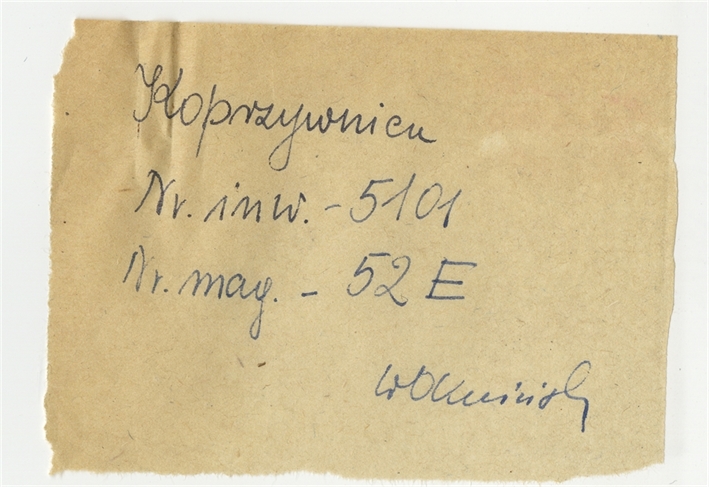 Koprzywnica
Nr. inw. - 5101
Nr. mag. - 52 E